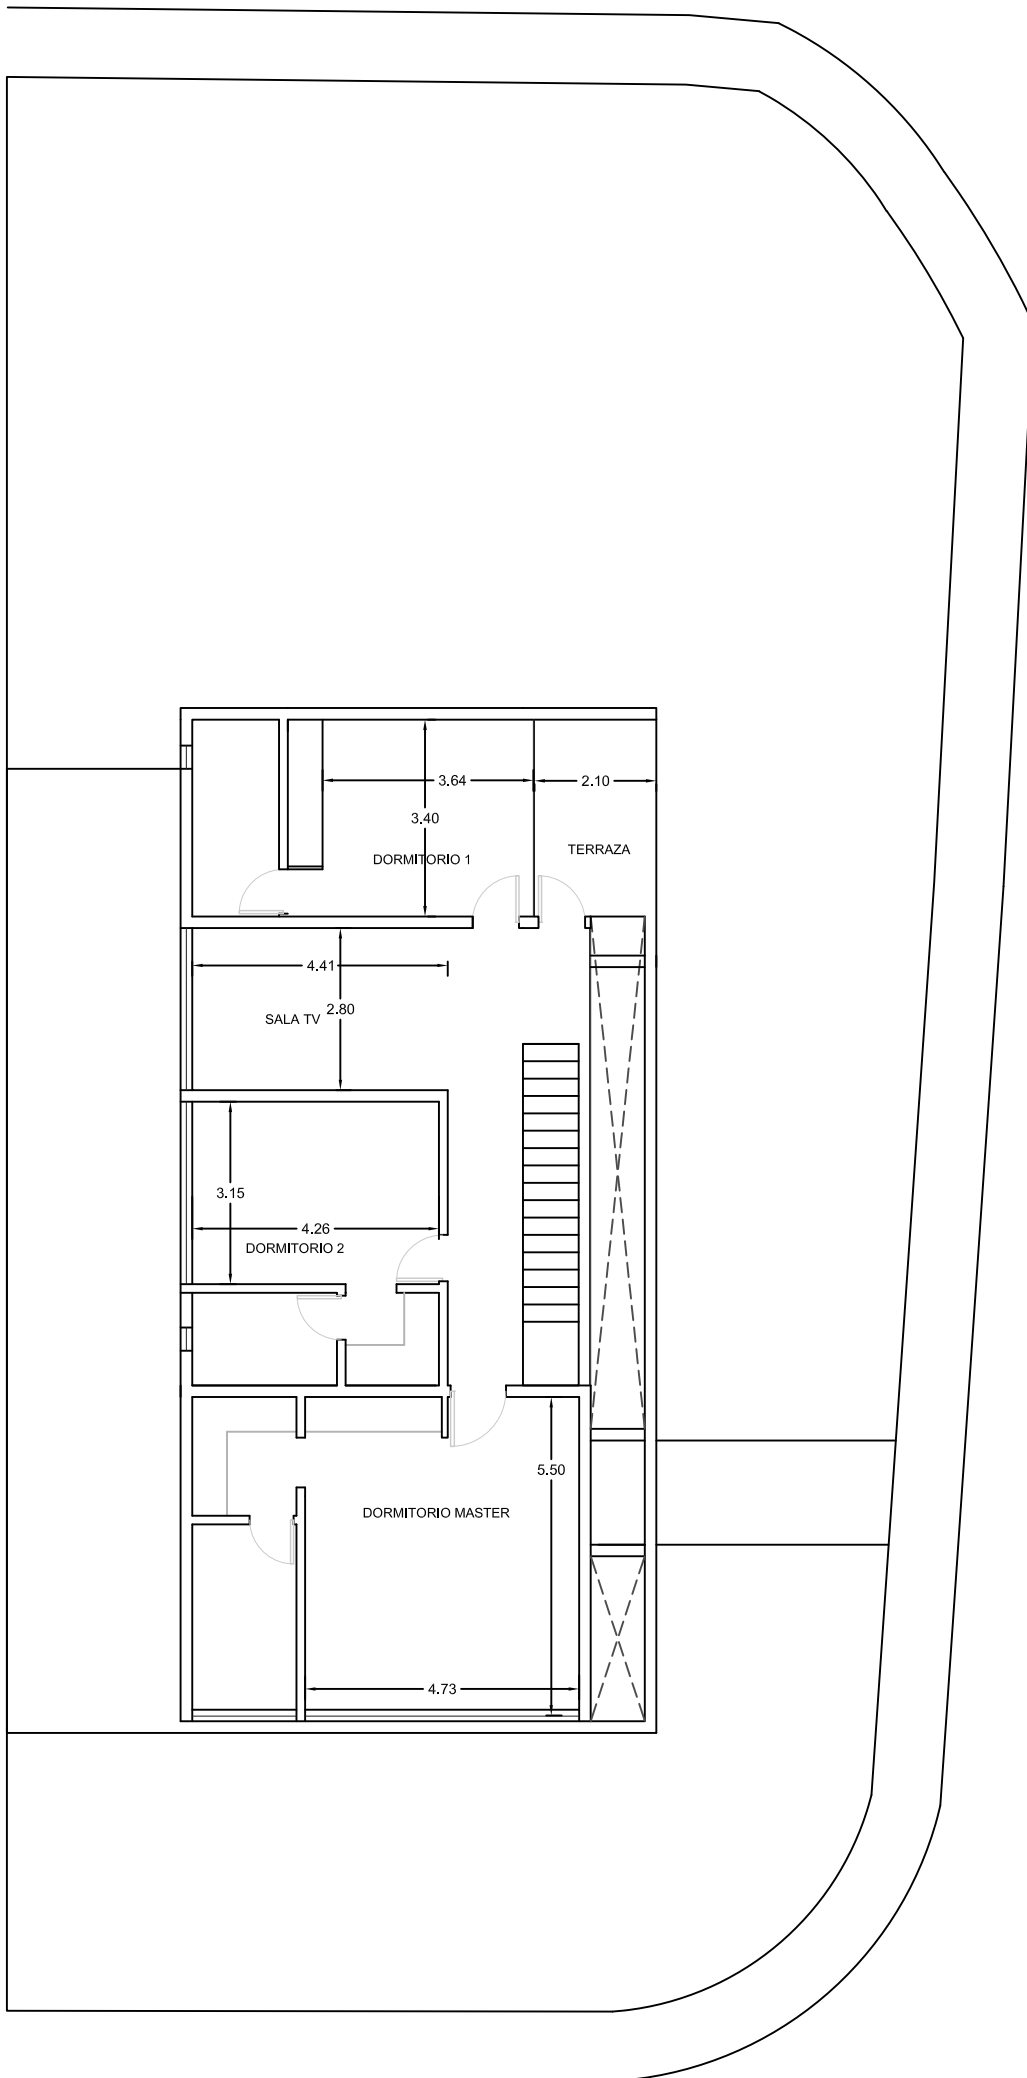 3.64
2.10
3.40
TERRAZA
DORMITORIO 1
4.41
2.80
SALA TV
3.15
4.26
DORMITORIO 2
5.50
DORMITORIO MASTER
4.73